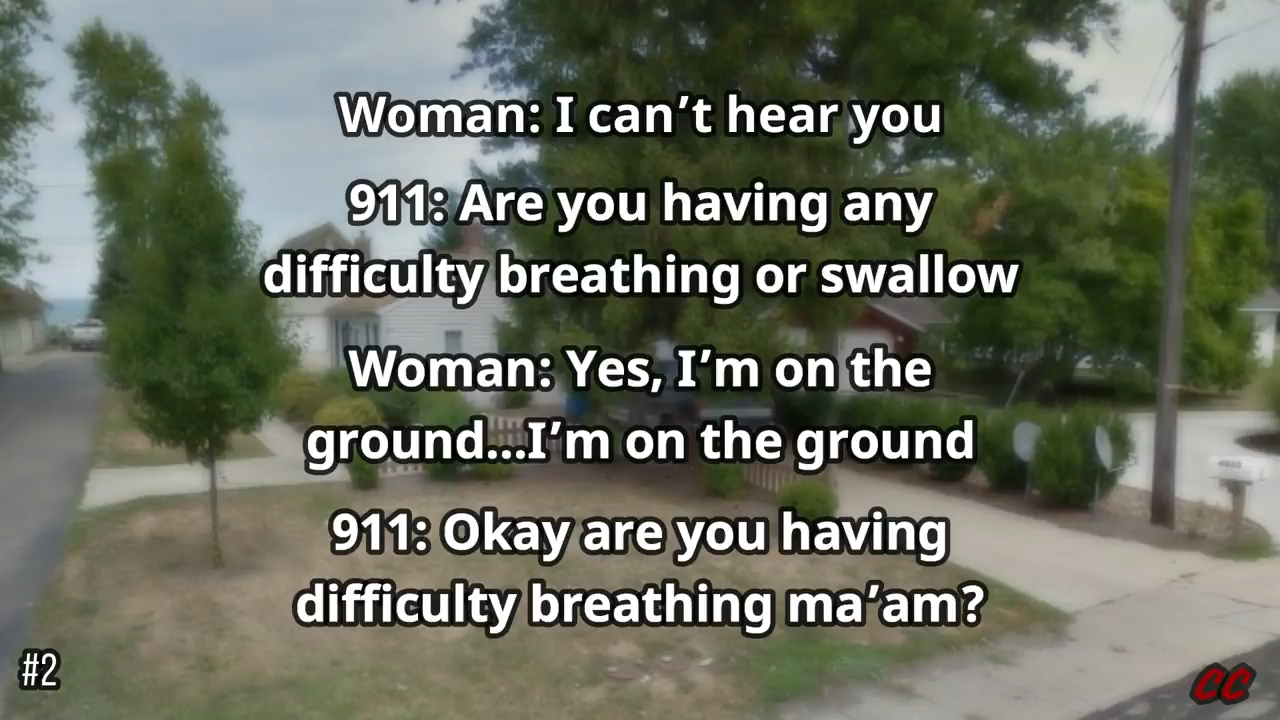 Woman: I can’t hear you
911: Are you having any
difficulty breathing or swallow
Woman: Yes, I’m on the
ground...I’m on the ground
911: Okay are you having
difficulty breathing ma’am?
#2
CC